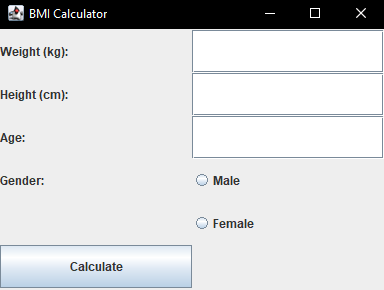 BMI Calculator
Weight (kg):
Height (cm):
Age:
Gender: Male
Female
Calculate